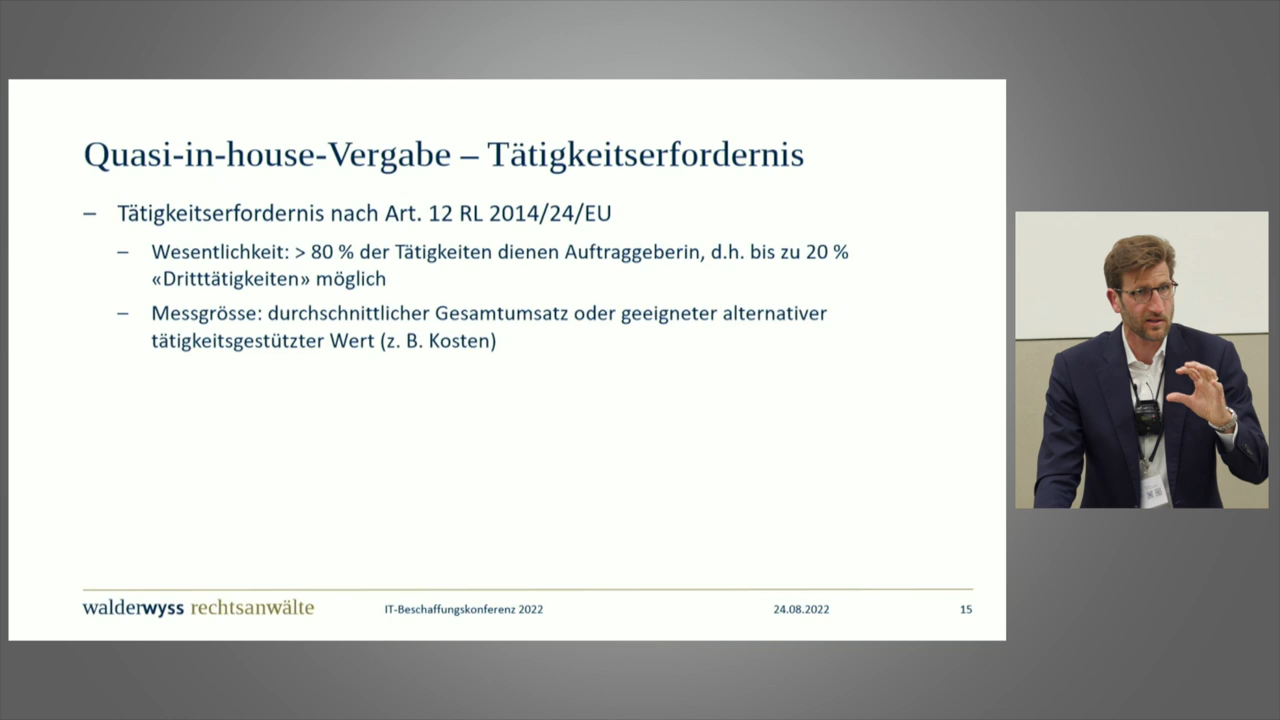 Quasi-in-house-Vergabe – Tätigkeitserfordernis
– Tätigkeitserfordernis nach Art. 12 RL 2014/24/EU
– Wesentlichkeit: > 80 % der Tätigkeiten dienen Auftraggeberin, d.h. bis zu 20 %
«Dritttätigkeiten» möglich
– Messgrösse: durchschnittlicher Gesamtumsatz oder geeigneter alternativer
tätigkeitsgestützter Wert (z. B. Kosten)
walderwyss rechtsanwälte IT-Beschaffungskonferenz 2022 24.08.2022 15